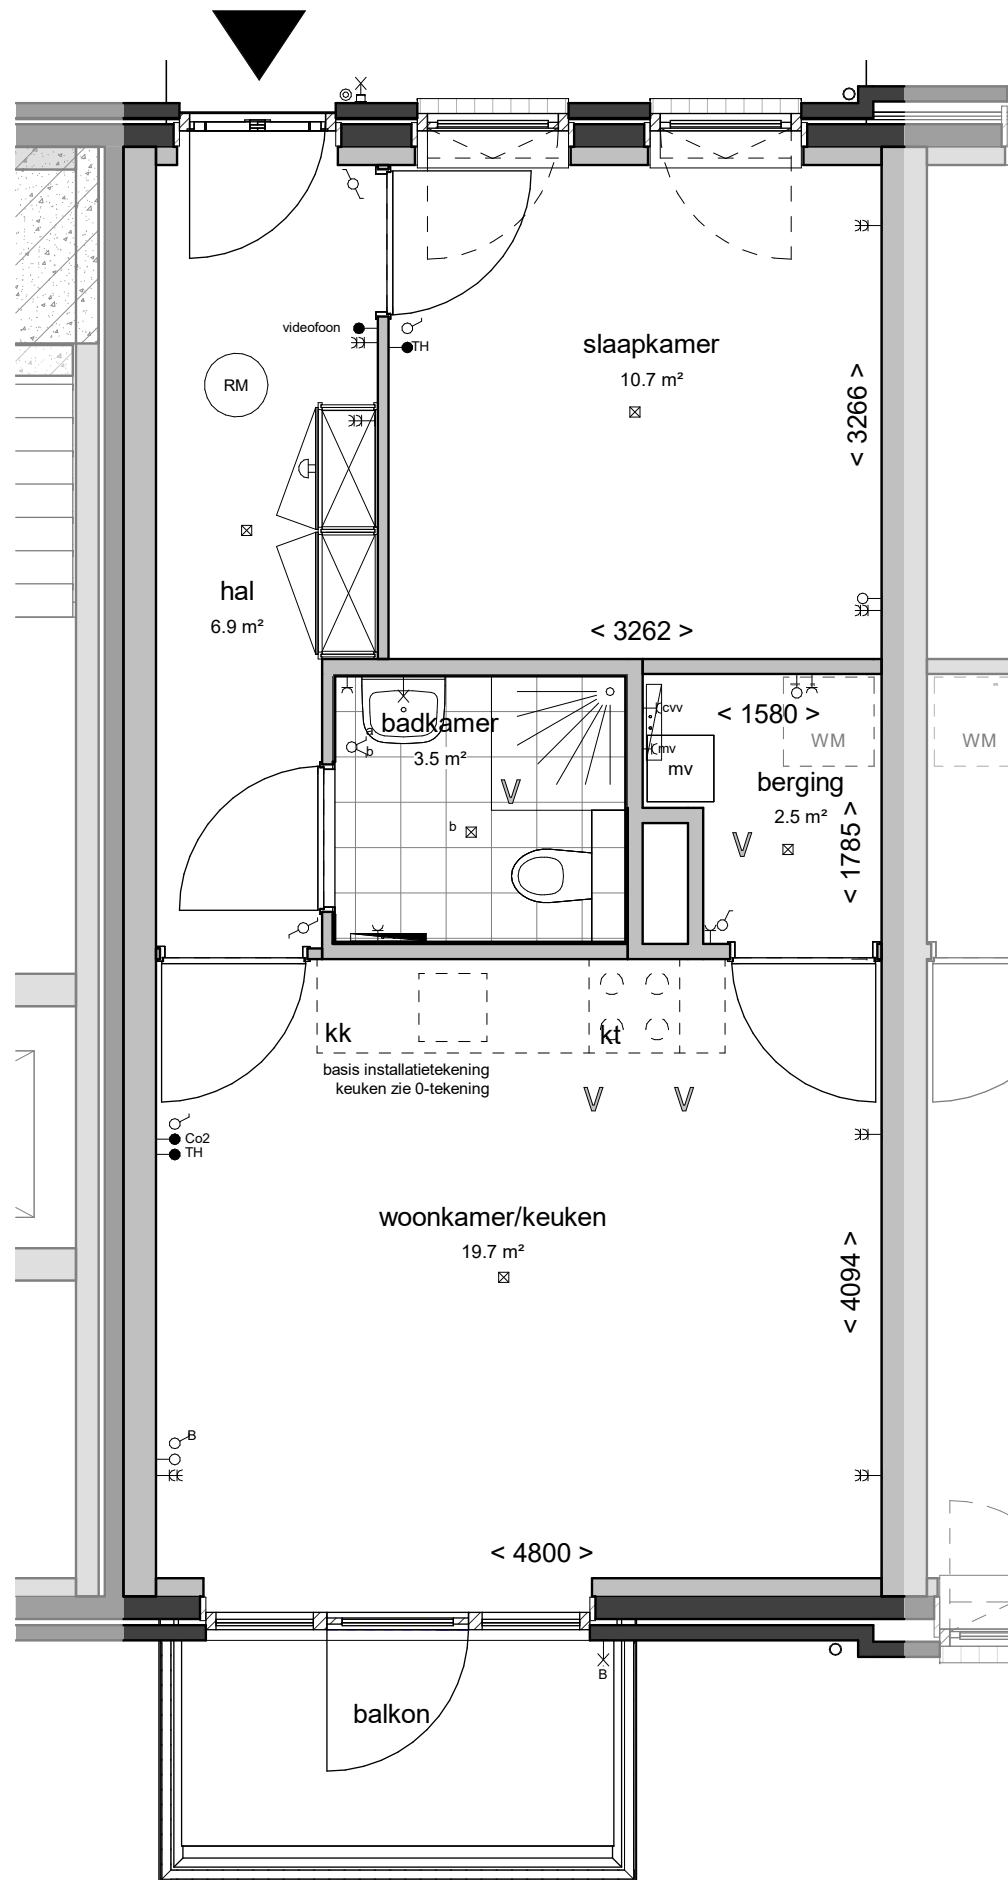 videofoon
TH
slaapkamer
10.7 m²
< 3266 >
RM
hal
6.9 m²
< 3262 >
badkamer
3.5 m²
a
b
b
cvv
mv
mv
< 1580 >
WM
WM
berging
2.5 m²
< 1785 >
kk
kt
basis installatietekening
keuken zie 0-tekening
Co2
TH
woonkamer/keuken
19.7 m²
< 4094 >
B
< 4800 >
B
balkon